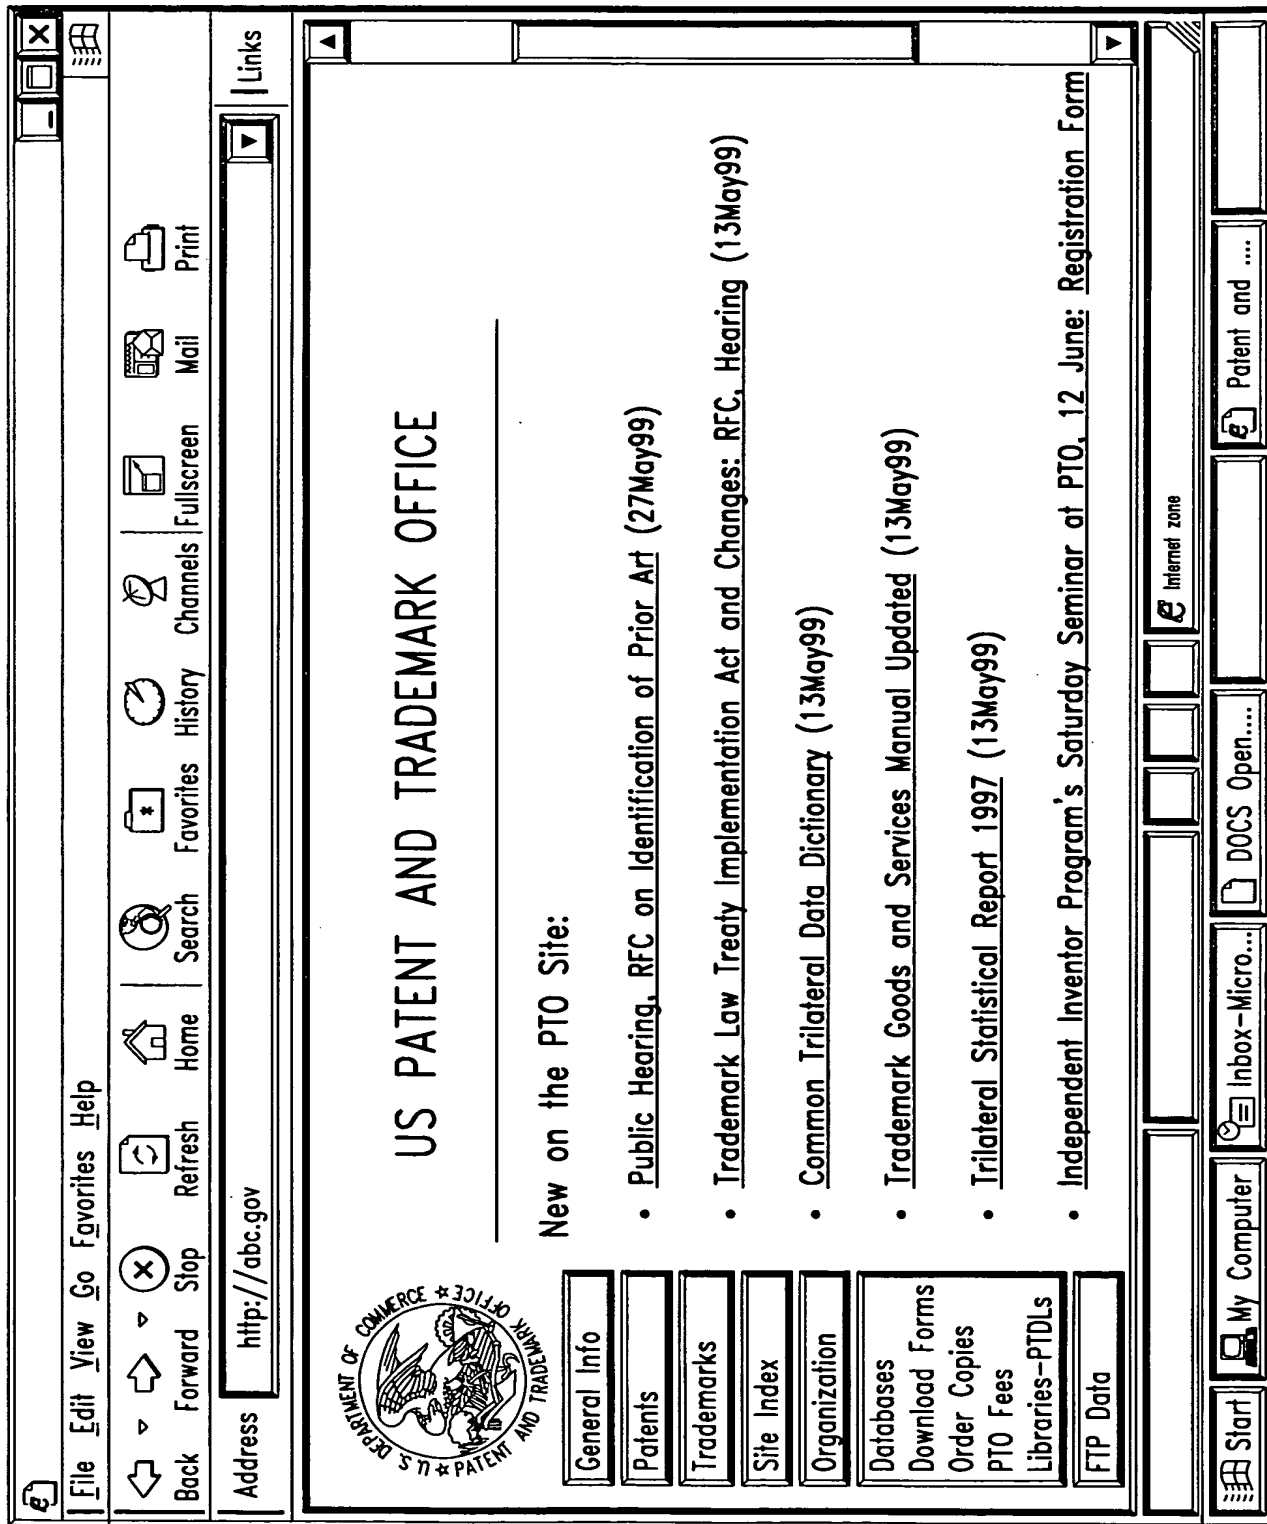 File Edit View Go Favorites Help
Back Forward Stop Refresh Home Search Favorites History Channels Fullscreen Mail Print
Address http://abc.gov Links
U.S. DEPARTMENT OF COMMERCE
PATENT AND TRADEMARK OFFICE
US PATENT AND TRADEMARK OFFICE
New on the PTO Site:
General Info
Patents
Trademarks
Site Index
Organization
Databases
Download Forms
Order Copies
PTO Fees
Libraries-PTDLs
FTP Data
• Public Hearing, RFC on Identification of Prior Art (27May99)
• Trademark Law Treaty Implementation Act and Changes: RFC, Hearing (13May99)
• Common Trilateral Data Dictionary (13May99)
• Trademark Goods and Services Manual Updated (13May99)
• Trilateral Statistical Report 1997 (13May99)
• Independent Inventor Program's Saturday Seminar at PTO, 12 June: Registration Form
Internet zone
Start My Computer Inbox-Micro... DOCS Open.... Patent and ....